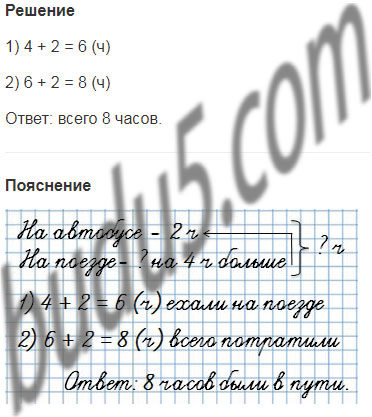 Решение
1) 4 + 2 = 6 (ч)
2) 6 + 2 = 8 (ч)
Ответ: всего 8 часов.
Пояснение
На автобусе - 2 ч
На поезде - ? на 4 ч больше
? ч
1) 4 + 2 = 6 (ч) ехали на поезде
2) 6 + 2 = 8 (ч) всего потратили
Ответ: 8 часов были в пути.
budu5.com